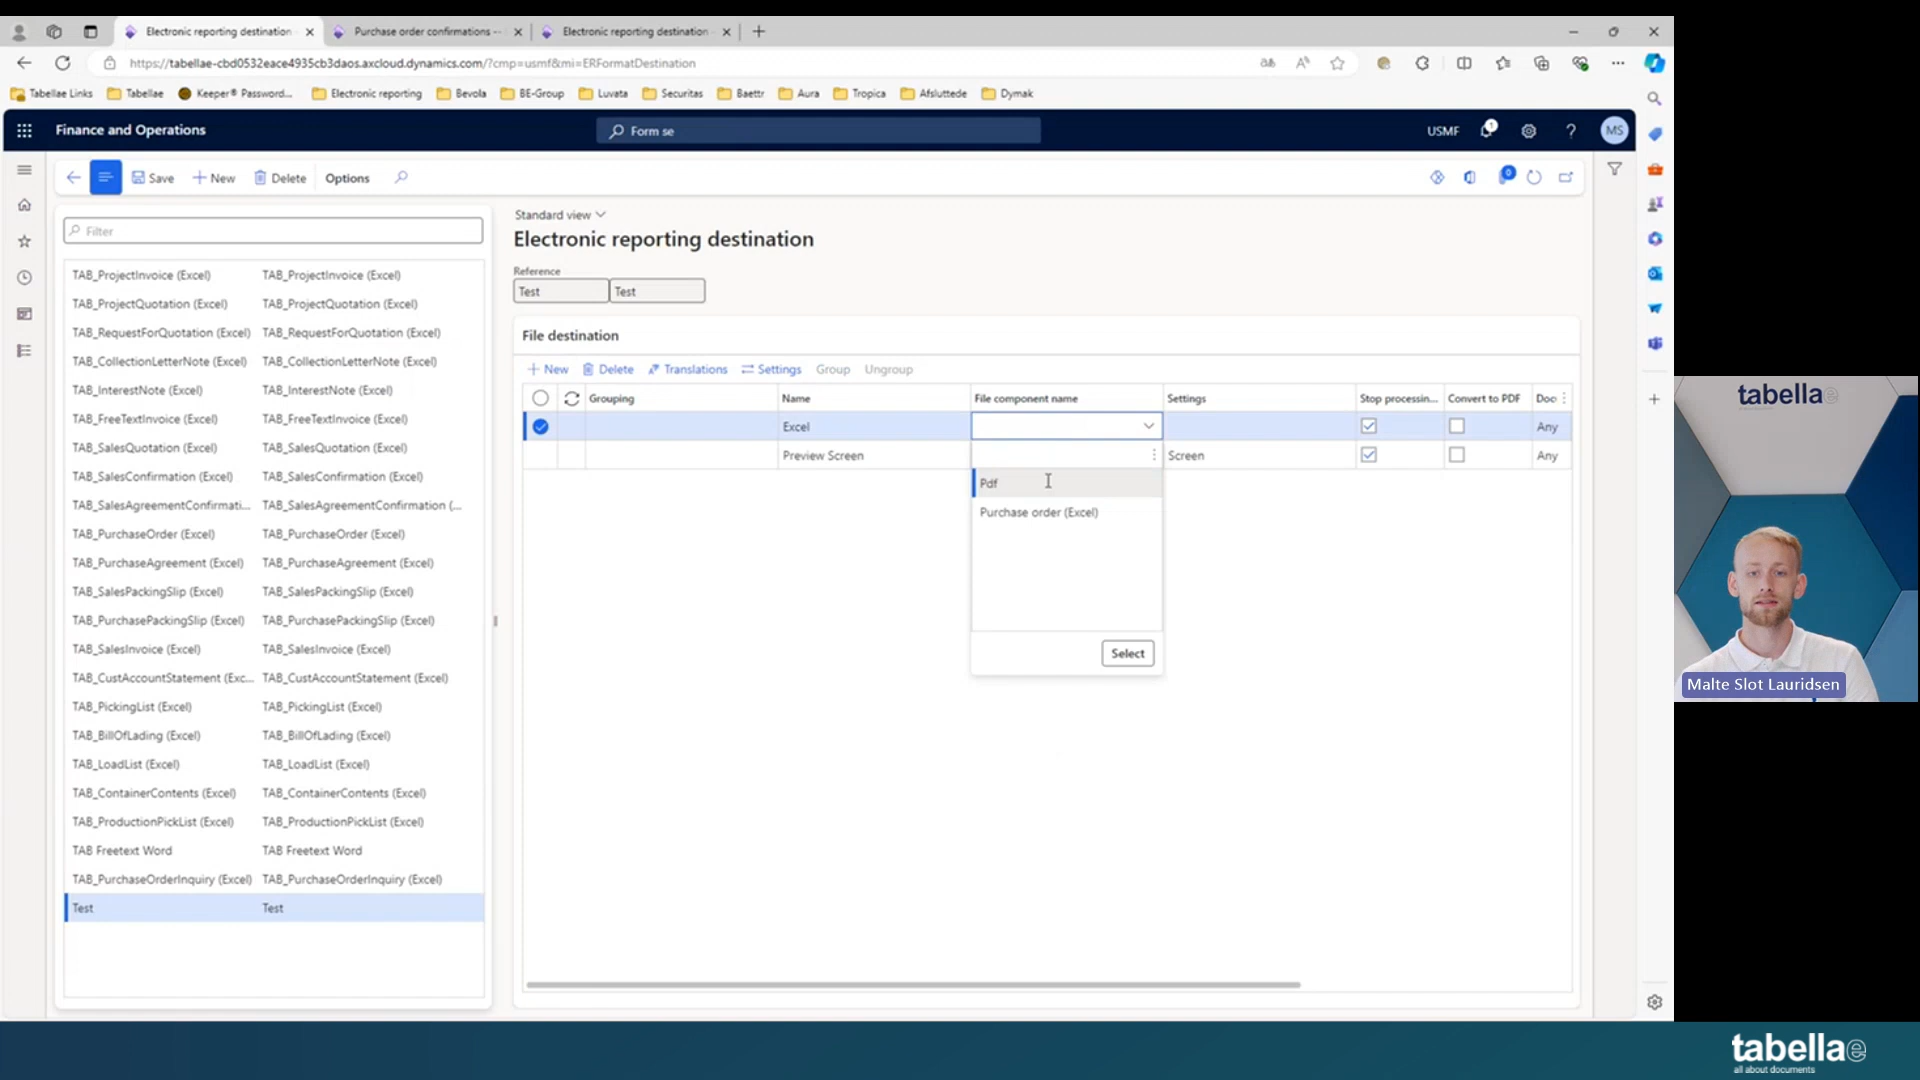 Electronic reporting destination
Purchase order confirmations --
Electronic reporting destination -
https://tabellae-cbd0532eace4935cb3daos.axcloud.dynamics.com/?cmp=usmf&mi=ERFormatDestination
Tabellae Links
Tabellae
Keeper® Password...
Electronic reporting
Bevola
BE-Group
Luvata
Securitas
Baettr
Aura
Tropica
Afsluttede
Dymak
Finance and Operations
Form se
USMF
1
?
MS
Save
New
Delete
Options
0
Filter
TAB_ProjectInvoice (Excel) TAB_ProjectInvoice (Excel)
TAB_ProjectQuotation (Excel) TAB_ProjectQuotation (Excel)
TAB_RequestForQuotation (Excel) TAB_RequestForQuotation (Excel)
TAB_CollectionLetterNote (Excel) TAB_CollectionLetterNote (Excel)
TAB_InterestNote (Excel) TAB_InterestNote (Excel)
TAB_FreeTextInvoice (Excel) TAB_FreeTextInvoice (Excel)
TAB_SalesQuotation (Excel) TAB_SalesQuotation (Excel)
TAB_SalesConfirmation (Excel) TAB_SalesConfirmation (Excel)
TAB_SalesAgreementConfirmati... TAB_SalesAgreementConfirmation (...
TAB_PurchaseOrder (Excel) TAB_PurchaseOrder (Excel)
TAB_PurchaseAgreement (Excel) TAB_PurchaseAgreement (Excel)
TAB_SalesPackingSlip (Excel) TAB_SalesPackingSlip (Excel)
TAB_PurchasePackingSlip (Excel) TAB_PurchasePackingSlip (Excel)
TAB_SalesInvoice (Excel) TAB_SalesInvoice (Excel)
TAB_CustAccountStatement (Exc... TAB_CustAccountStatement (Excel)
TAB_PickingList (Excel) TAB_PickingList (Excel)
TAB_BillOfLading (Excel) TAB_BillOfLading (Excel)
TAB_LoadList (Excel) TAB_LoadList (Excel)
TAB_ContainerContents (Excel) TAB_ContainerContents (Excel)
TAB_ProductionPickList (Excel) TAB_ProductionPickList (Excel)
TAB Freetext Word TAB Freetext Word
TAB_PurchaseOrderInquiry (Excel) TAB_PurchaseOrderInquiry (Excel)
Test Test
Standard view
Electronic reporting destination
Reference
Test Test
File destination
New Delete Translations Settings Group Ungroup
Grouping Name File component name Settings Stop processin... Convert to PDF Doc
Excel Any
Preview Screen Screen Any
Pdf
Purchase order (Excel)
Select
tabellae
Malte Slot Lauridsen
tabellae
all about documents